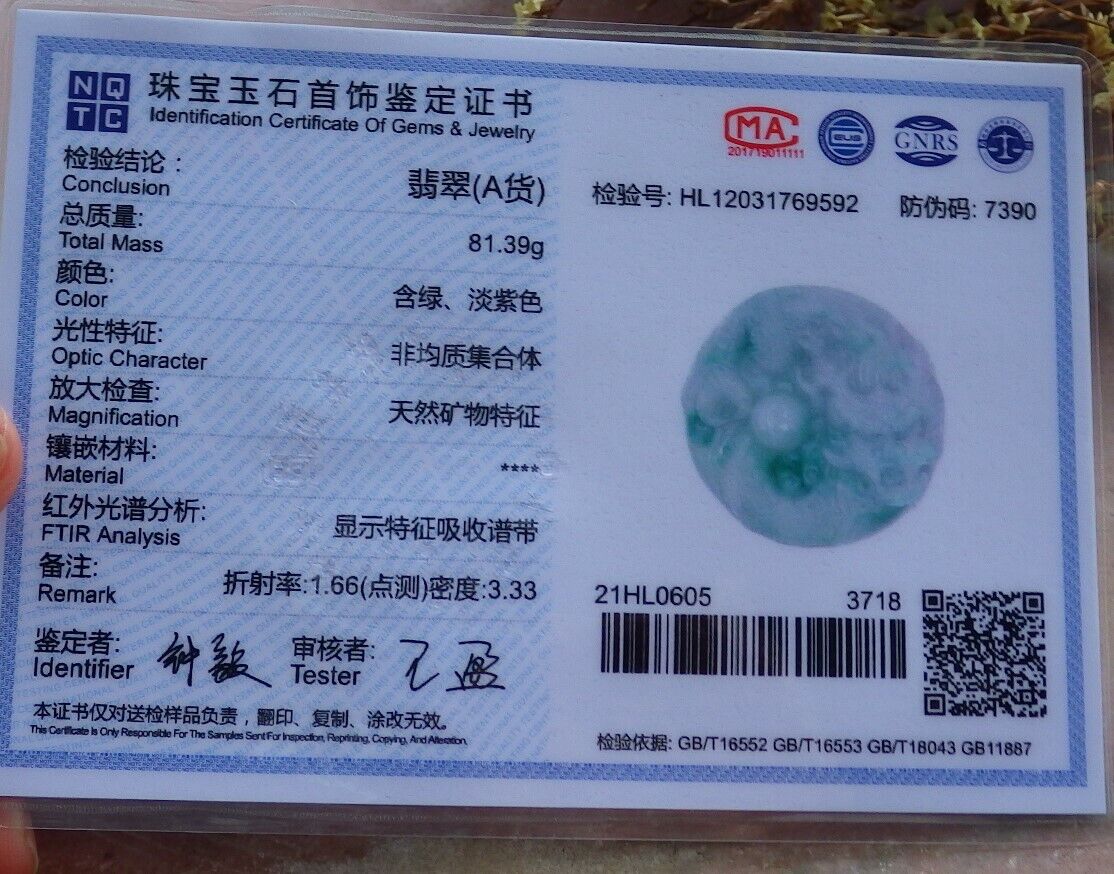 NQ
TC
珠宝玉石首饰鉴定证书
Identification Certificate Of Gems & Jewelry
检验结论：
Conclusion
翡翠(A货)
总质量:
Total Mass
81.39g
颜色:
Color
含绿、淡紫色
光性特征:
Optic Character
非均质集合体
放大检查:
Magnification
天然矿物特征
镶嵌材料:
Material
****
红外光谱分析:
FTIR Analysis
显示特征吸收谱带
备注:
Remark
折射率:1.66(点测)密度:3.33
鉴定者:
Identifier
审核者:
Tester
本证书仅对送检样品负责，翻印、复制、涂改无效。
This Certificate Is Only Responsible For The Samples Sent For Inspection, Reprinting, Copying, And Alteration.
MA
201719011111
GNRS
检验号: HL12031769592
防伪码: 7390
21HL0605
3718
检验依据: GB/T16552 GB/T16553 GB/T18043 GB11887